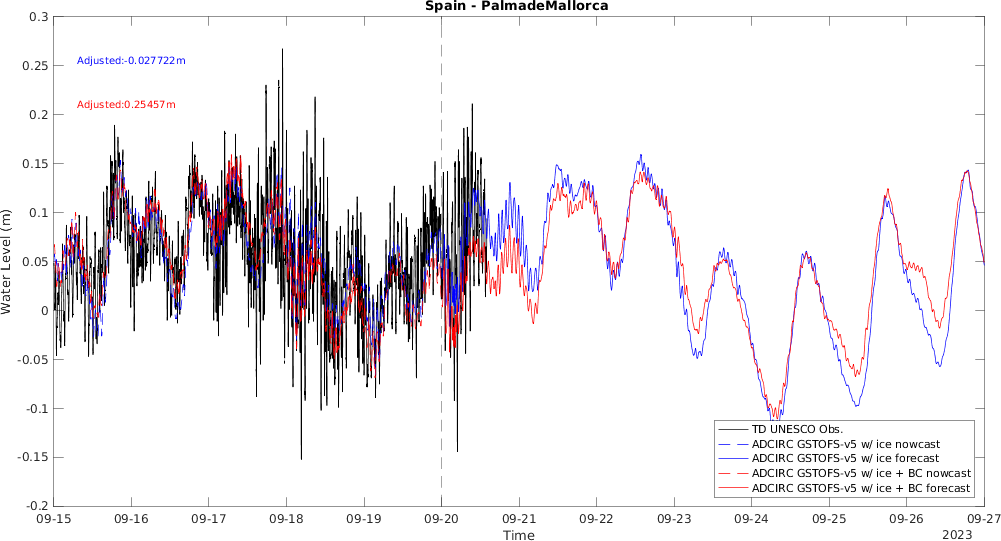 Spain - PalmadeMallorca
Water Level (m)
0.3
0.25
0.2
0.15
0.1
0.05
0
-0.05
-0.1
-0.15
-0.2
Adjusted:-0.027722m
Adjusted:0.25457m
TD UNESCO Obs.
ADCIRC GSTOFS-v5 w/ ice nowcast
ADCIRC GSTOFS-v5 w/ ice forecast
ADCIRC GSTOFS-v5 w/ ice + BC nowcast
ADCIRC GSTOFS-v5 w/ ice + BC forecast
09-15 09-16 09-17 09-18 09-19 09-20 09-21 09-22 09-23 09-24 09-25 09-26 09-27
Time
2023